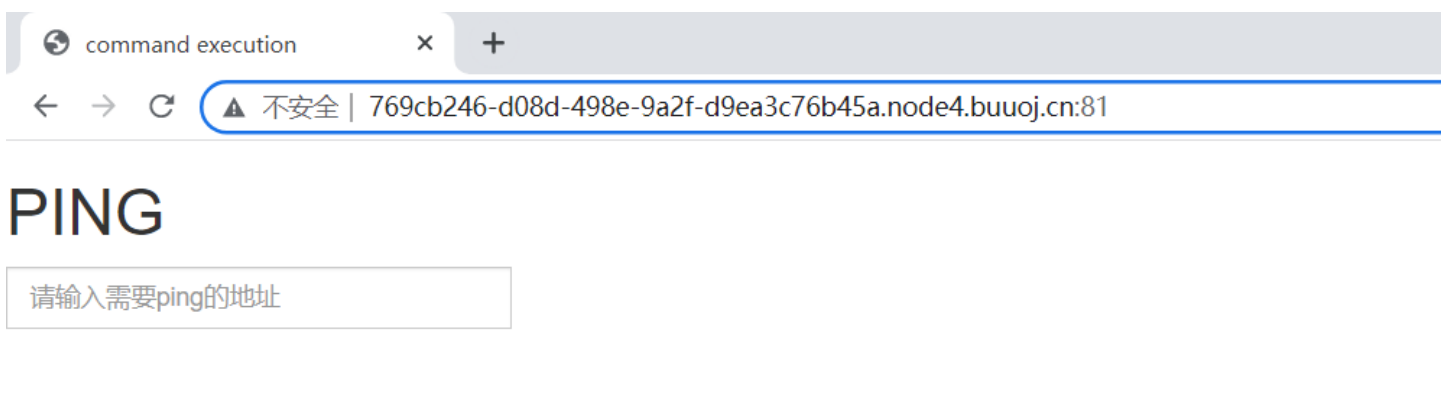 command execution
不安全 | 769cb246-d08d-498e-9a2f-d9ea3c76b45a.node4.buuoj.cn:81
PING
请输入需要ping的地址